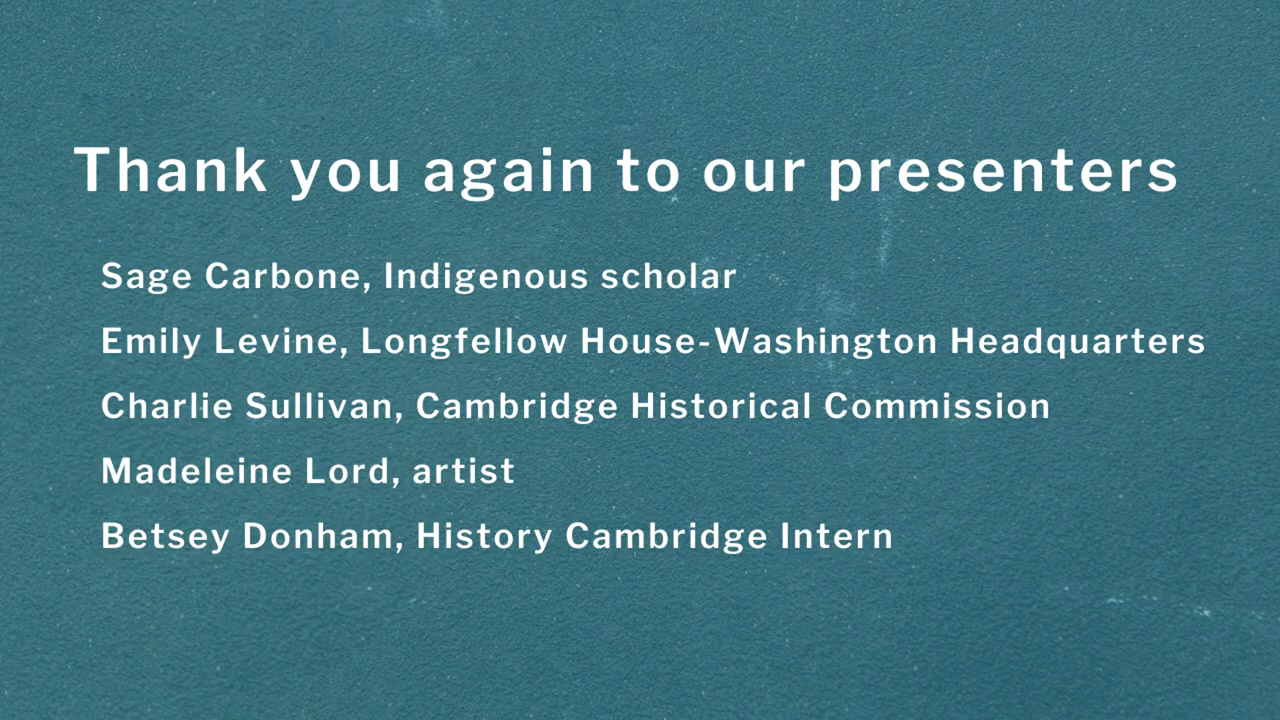 Thank you again to our presenters
Sage Carbone, Indigenous scholar
Emily Levine, Longfellow House-Washington Headquarters
Charlie Sullivan, Cambridge Historical Commission
Madeleine Lord, artist
Betsey Donham, History Cambridge Intern